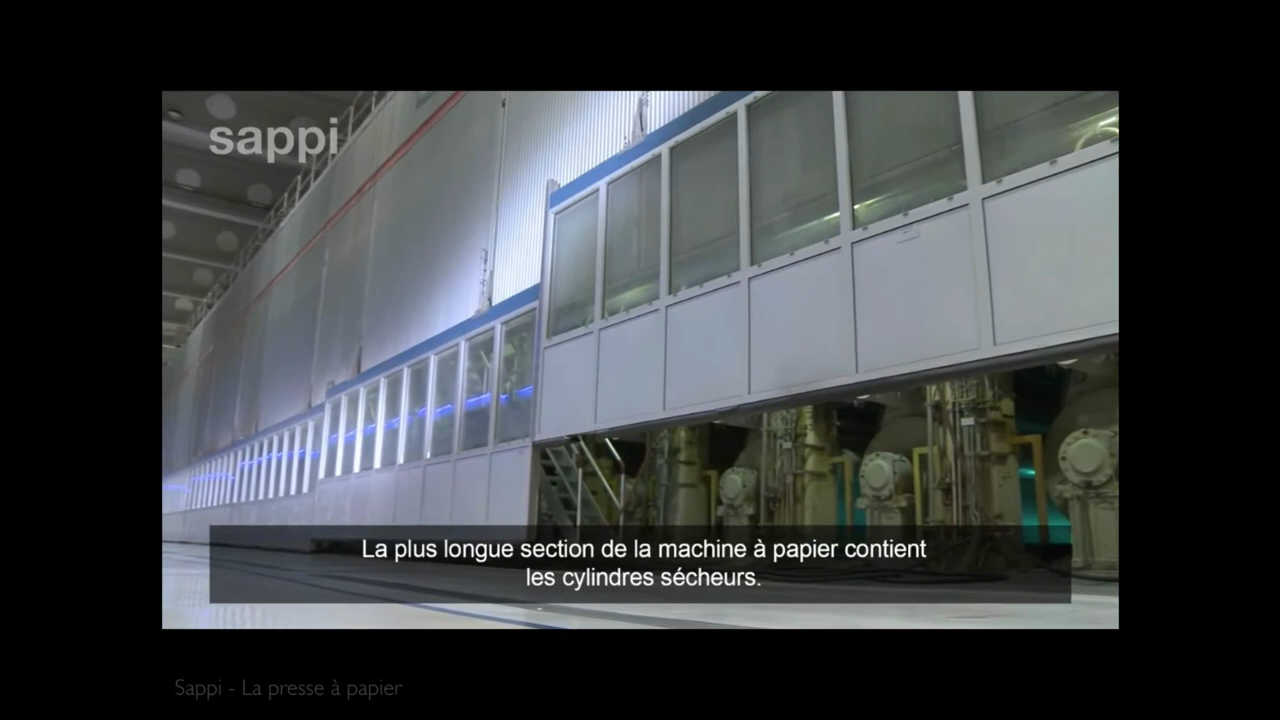 sappi
La plus longue section de la machine à papier contient
les cylindres sécheurs.
Sappi - La presse à papier